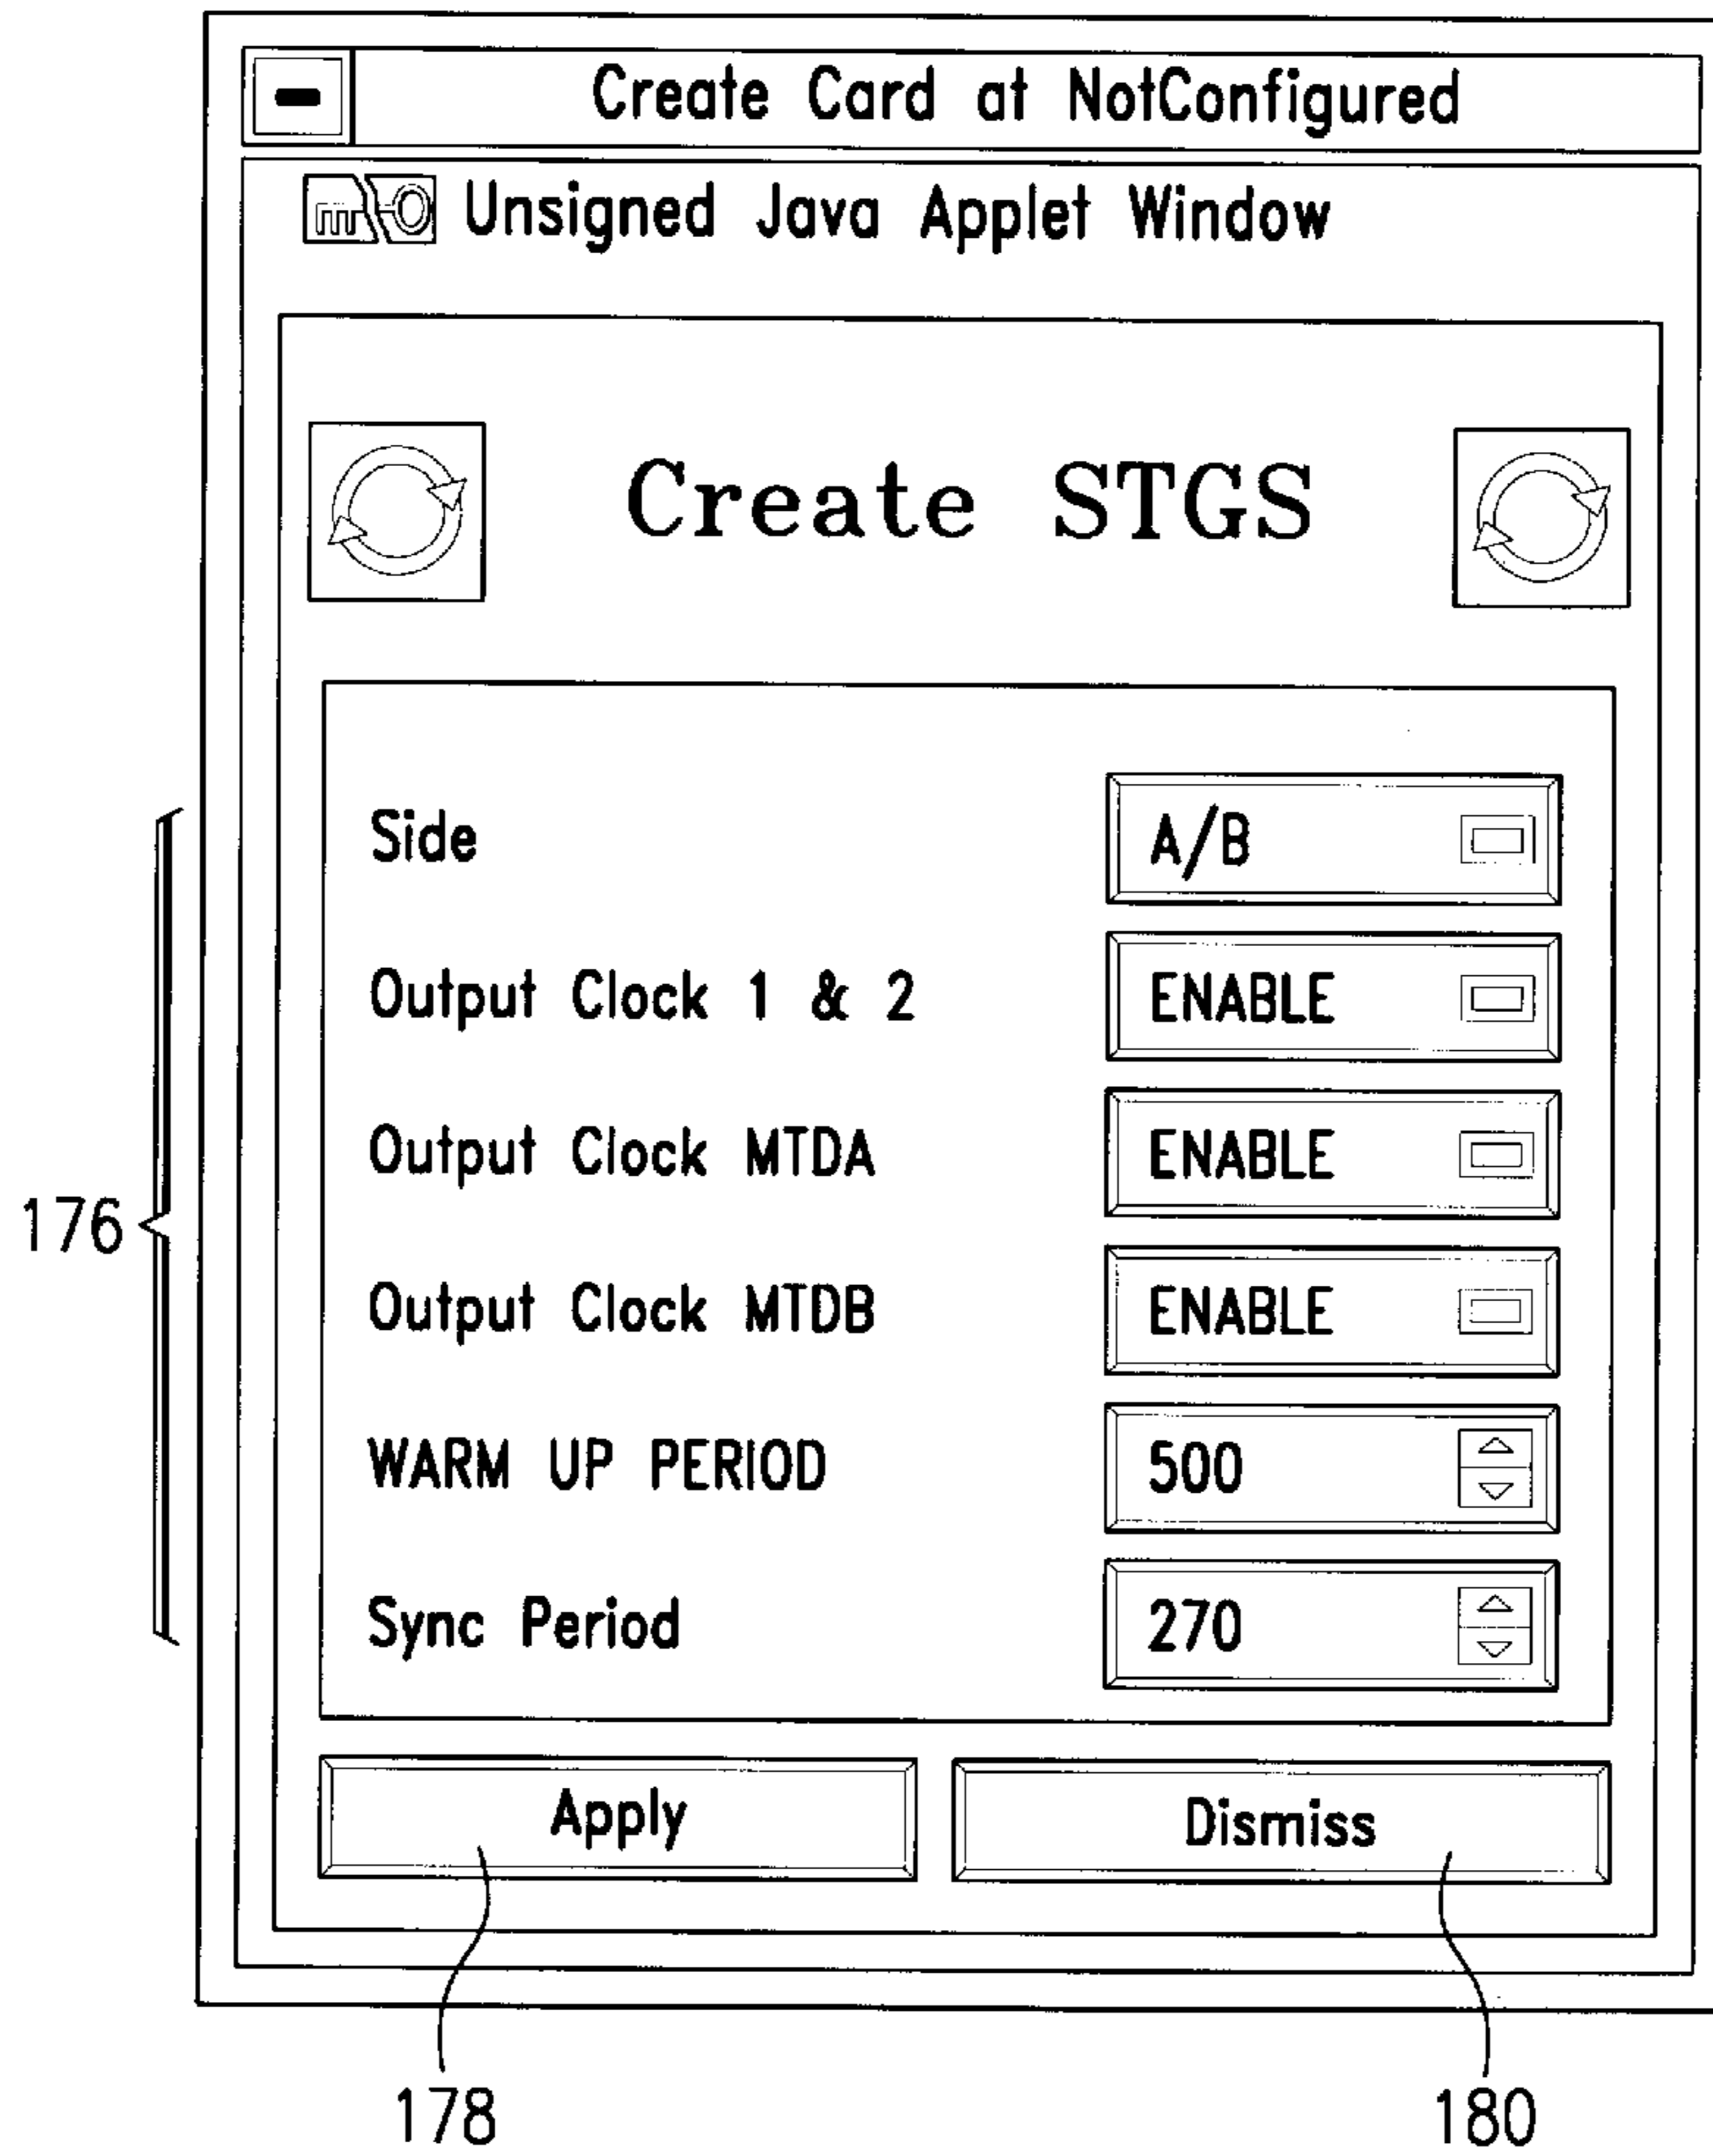 Create Card at NotConfigured
Unsigned Java Applet Window
Create STGS
Side A/B
Output Clock 1 & 2 ENABLE
Output Clock MTDA ENABLE
Output Clock MTDB ENABLE
WARM UP PERIOD 500
Sync Period 270
176
Apply Dismiss
178 180